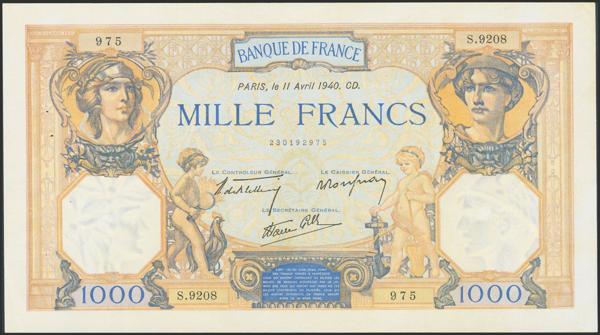 975
BANQUE DE FRANCE
S.9208
PARIS, le 11 Avril 1940. CD.
MILLE FRANCS
230192975
LE CONTROLEUR GÉNÉRAL.
LE CAISSIER GÉNÉRAL.
LE SECRÉTAIRE GÉNÉRAL.
1000
S.9208
975
1000